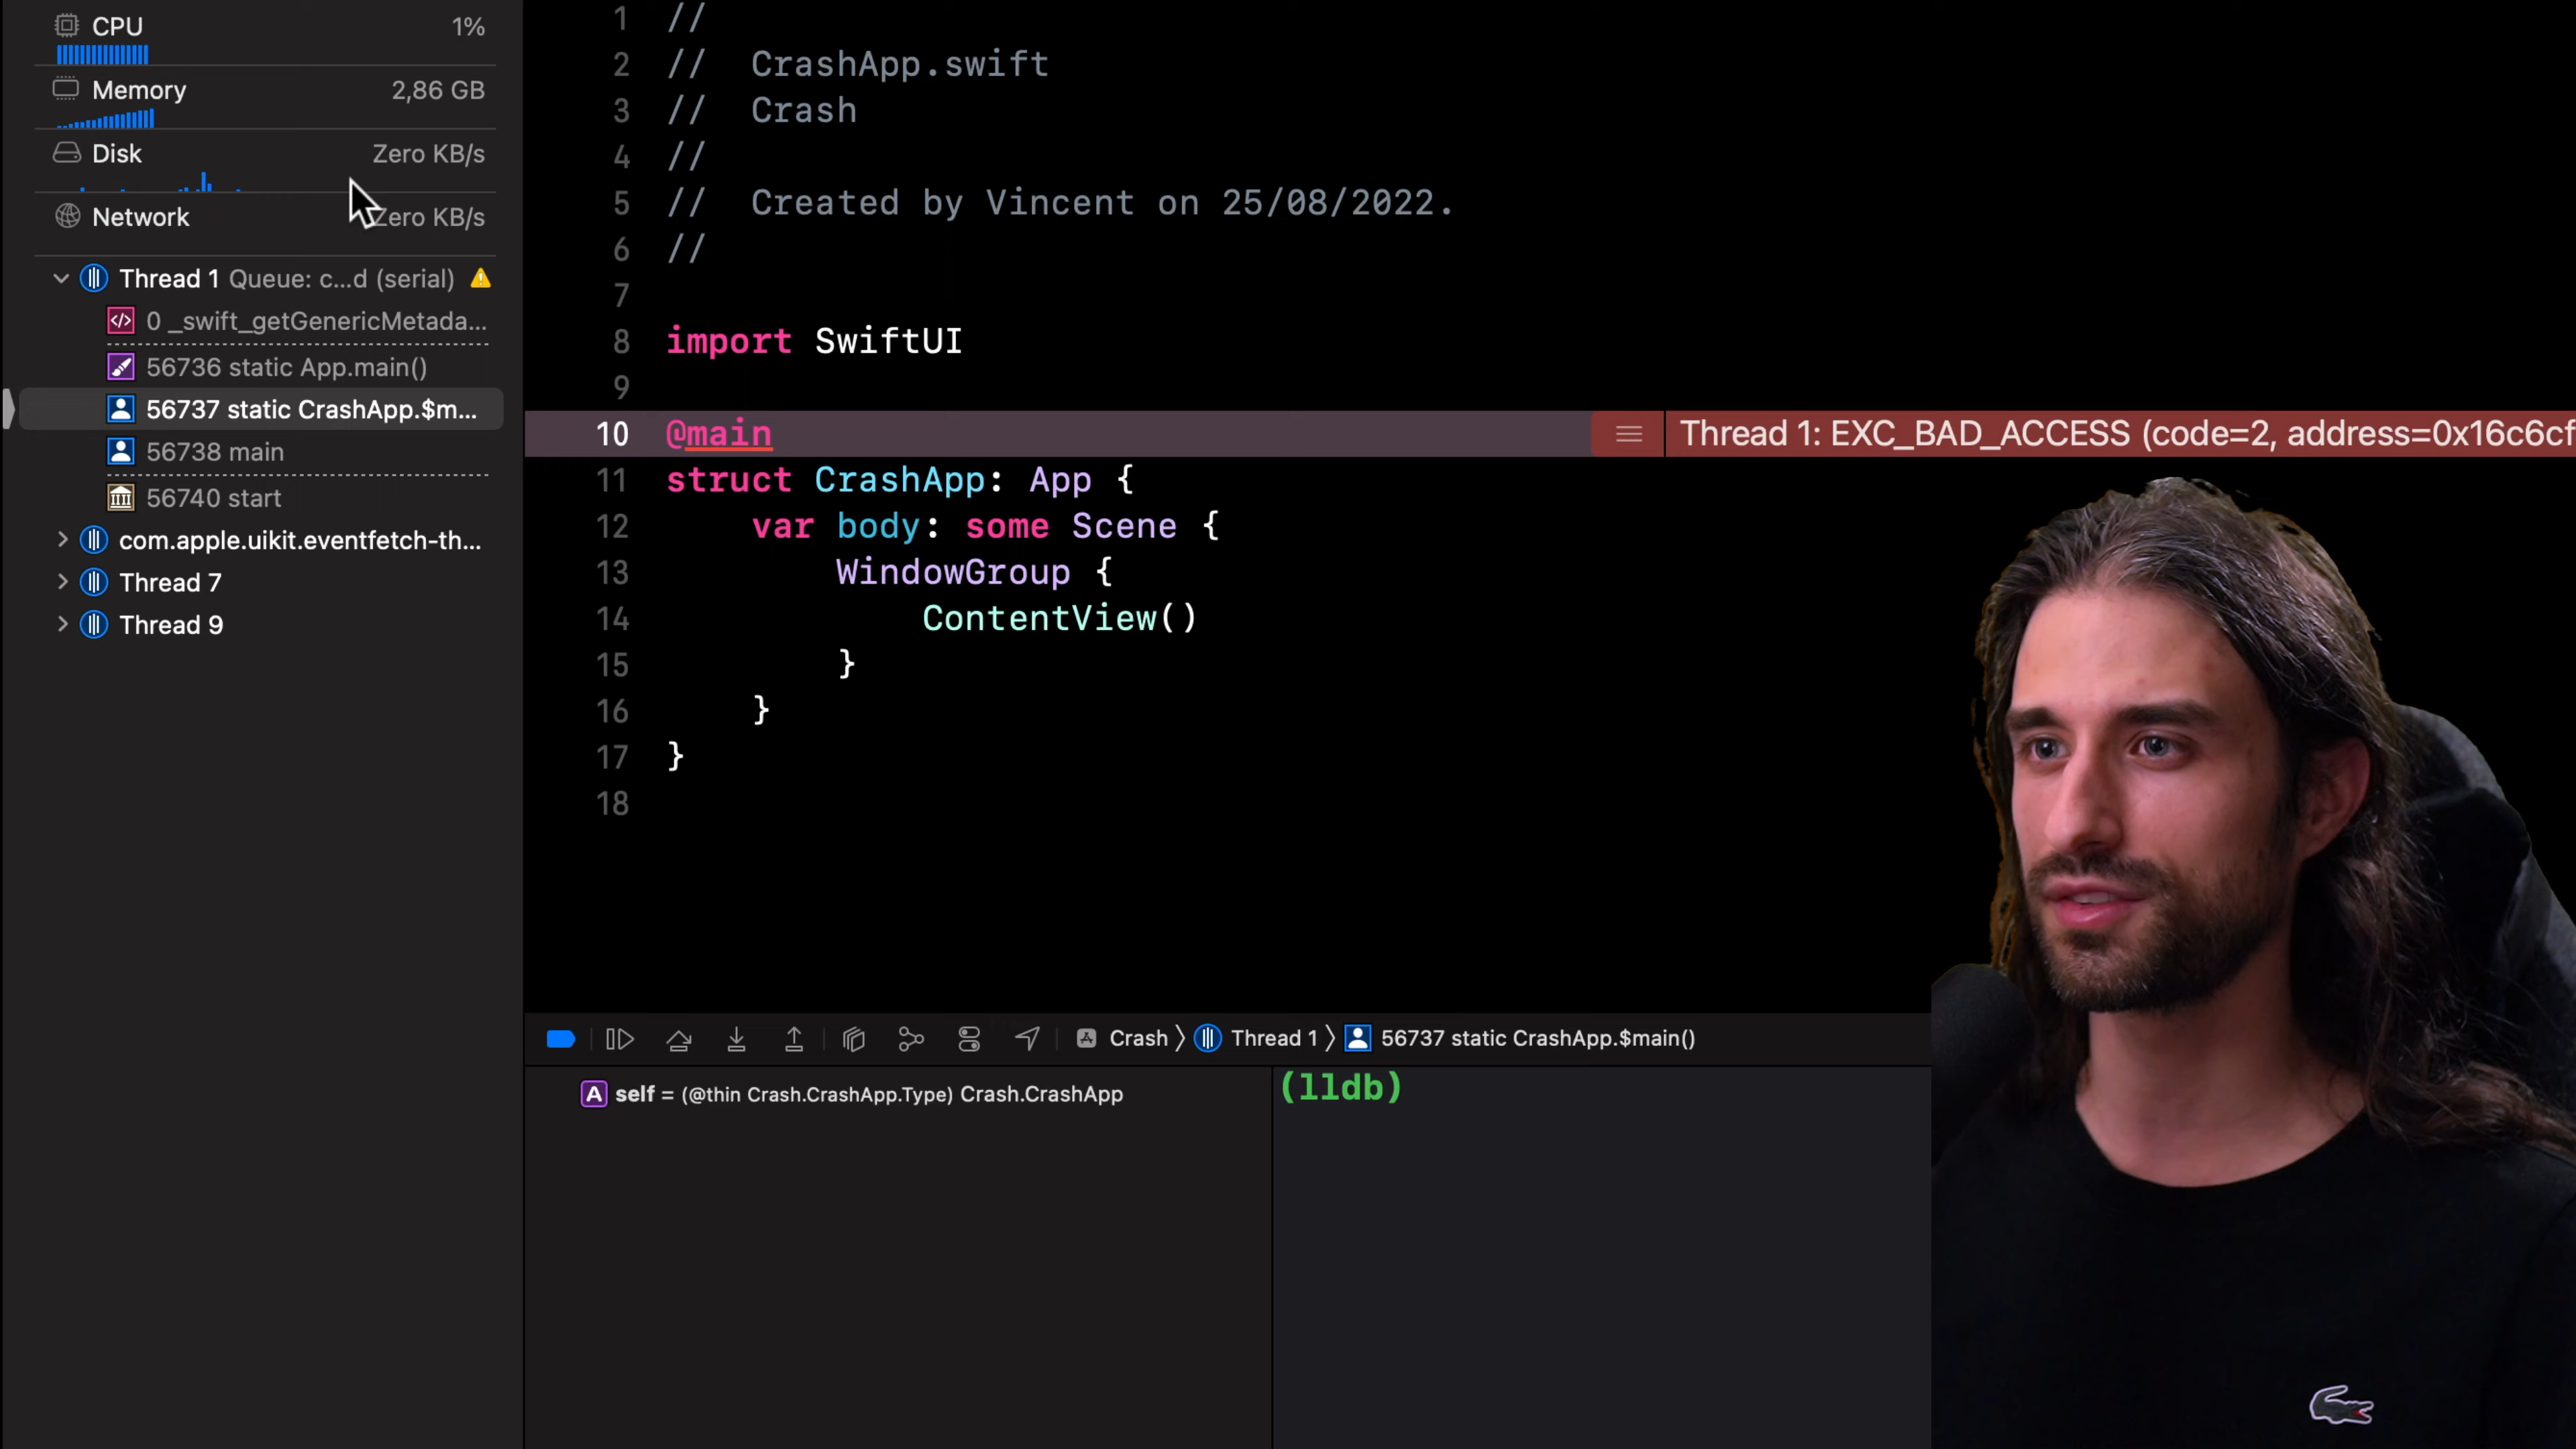 CPU 1%
Memory 2,86 GB
Disk Zero KB/s
Network Zero KB/s
Thread 1 Queue: c...d (serial)
0 _swift_getGenericMetada...
56736 static App.main()
56737 static CrashApp.$m...
56738 main
56740 start
com.apple.uikit.eventfetch-th...
Thread 7
Thread 9
1 //
2 // CrashApp.swift
3 // Crash
4 //
5 // Created by Vincent on 25/08/2022.
6 //
7
8 import SwiftUI
9
10 @main Thread 1: EXC_BAD_ACCESS (code=2, address=0x16c6cf
11 struct CrashApp: App {
12 var body: some Scene {
13 WindowGroup {
14 ContentView()
15 }
16 }
17 }
18
Crash Thread 1 56737 static CrashApp.$main()
A self = (@thin Crash.CrashApp.Type) Crash.CrashApp
(lldb)